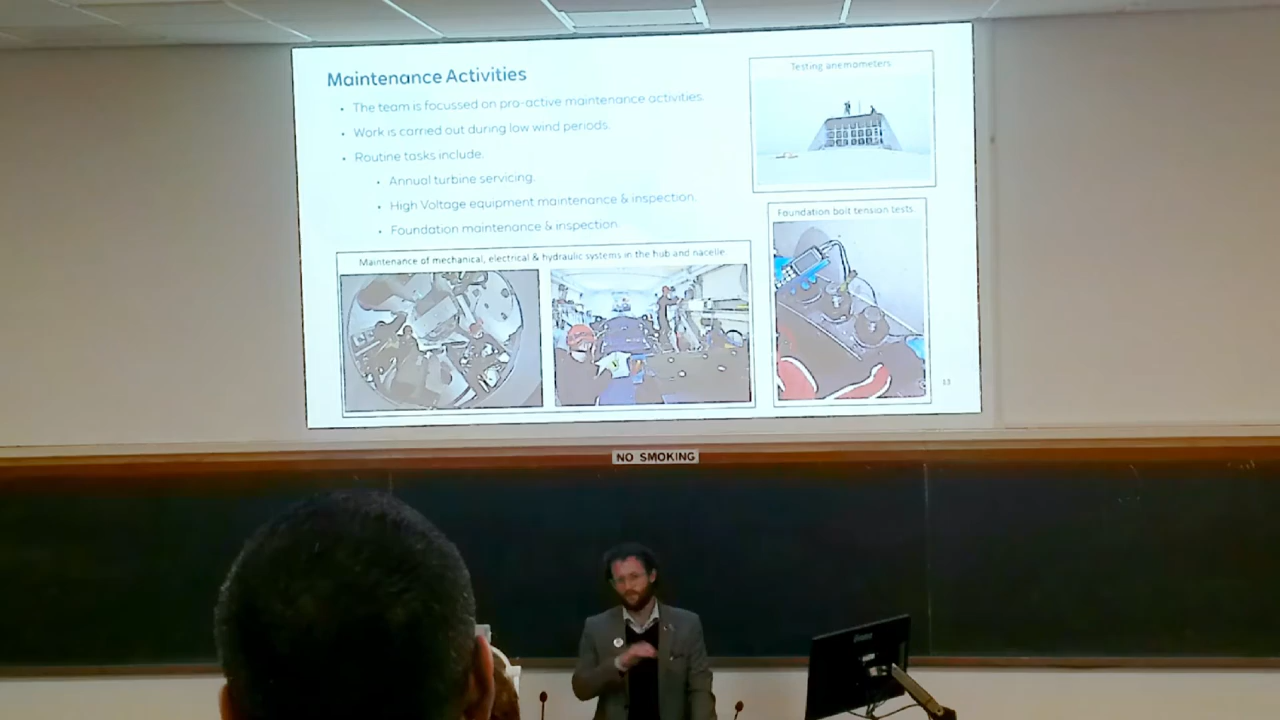 Maintenance Activities
• The team is focussed on pro-active maintenance activities.
• Work is carried out during low wind periods.
• Routine tasks include.
• Annual turbine servicing.
• High Voltage equipment maintenance & inspection.
• Foundation maintenance & inspection.
Maintenance of mechanical, electrical & hydraulic systems in the hub and nacelle.
Testing anemometers
Foundation bolt tension tests.
NO SMOKING